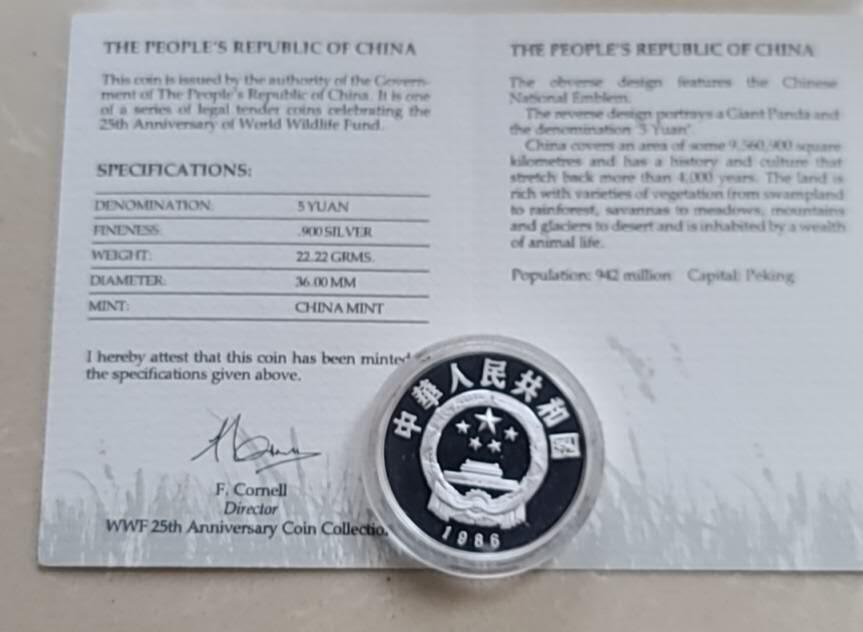 THE PEOPLE'S REPUBLIC OF CHINA
This coin is issued by the authority of the Govern-
ment of The People's Republic of China. It is one
of a series of legal tender coins celebrating the
25th Anniversary of World Wildlife Fund.
SPECIFICATIONS:
DENOMINATION: 5 YUAN
FINENESS: .900 SILVER
WEIGHT: 22.22 GRMS.
DIAMETER: 36.00 MM
MINT: CHINA MINT
I hereby attest that this coin has been minted
the specifications given above.
F. Cornell
Director
WWF 25th Anniversary Coin Collectio
THE PEOPLE'S REPUBLIC OF CHINA
The obverse design features the Chinese
National Emblem.
The reverse design portrays a Giant Panda and
the denomination '5 Yuan'.
China covers an area of some 9,560,900 square
kilometres and has a history and culture that
stretch back more than 4,000 years. The land is
rich with varieties of vegetation from swampland
to rainforest, savannas to meadows, mountains
and glaciers to desert and is inhabited by a wealth
of animal life.
Population: 942 million Capital: Peking
中華人民共和国
1986